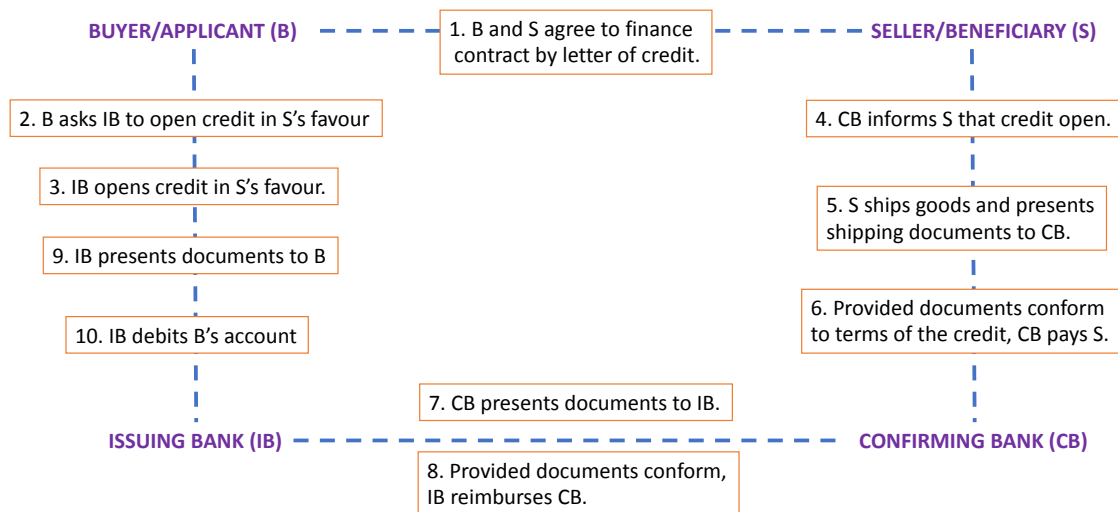 BUYER/APPLICANT (B)
1. B and S agree to finance
contract by letter of credit.
SELLER/BENEFICIARY (S)
2. B asks IB to open credit in S’s favour
4. CB informs S that credit open.
3. IB opens credit in S’s favour.
5. S ships goods and presents
shipping documents to CB.
9. IB presents documents to B
6. Provided documents conform
to terms of the credit, CB pays S.
10. IB debits B’s account
7. CB presents documents to IB.
ISSUING BANK (IB)
CONFIRMING BANK (CB)
8. Provided documents conform,
IB reimburses CB.